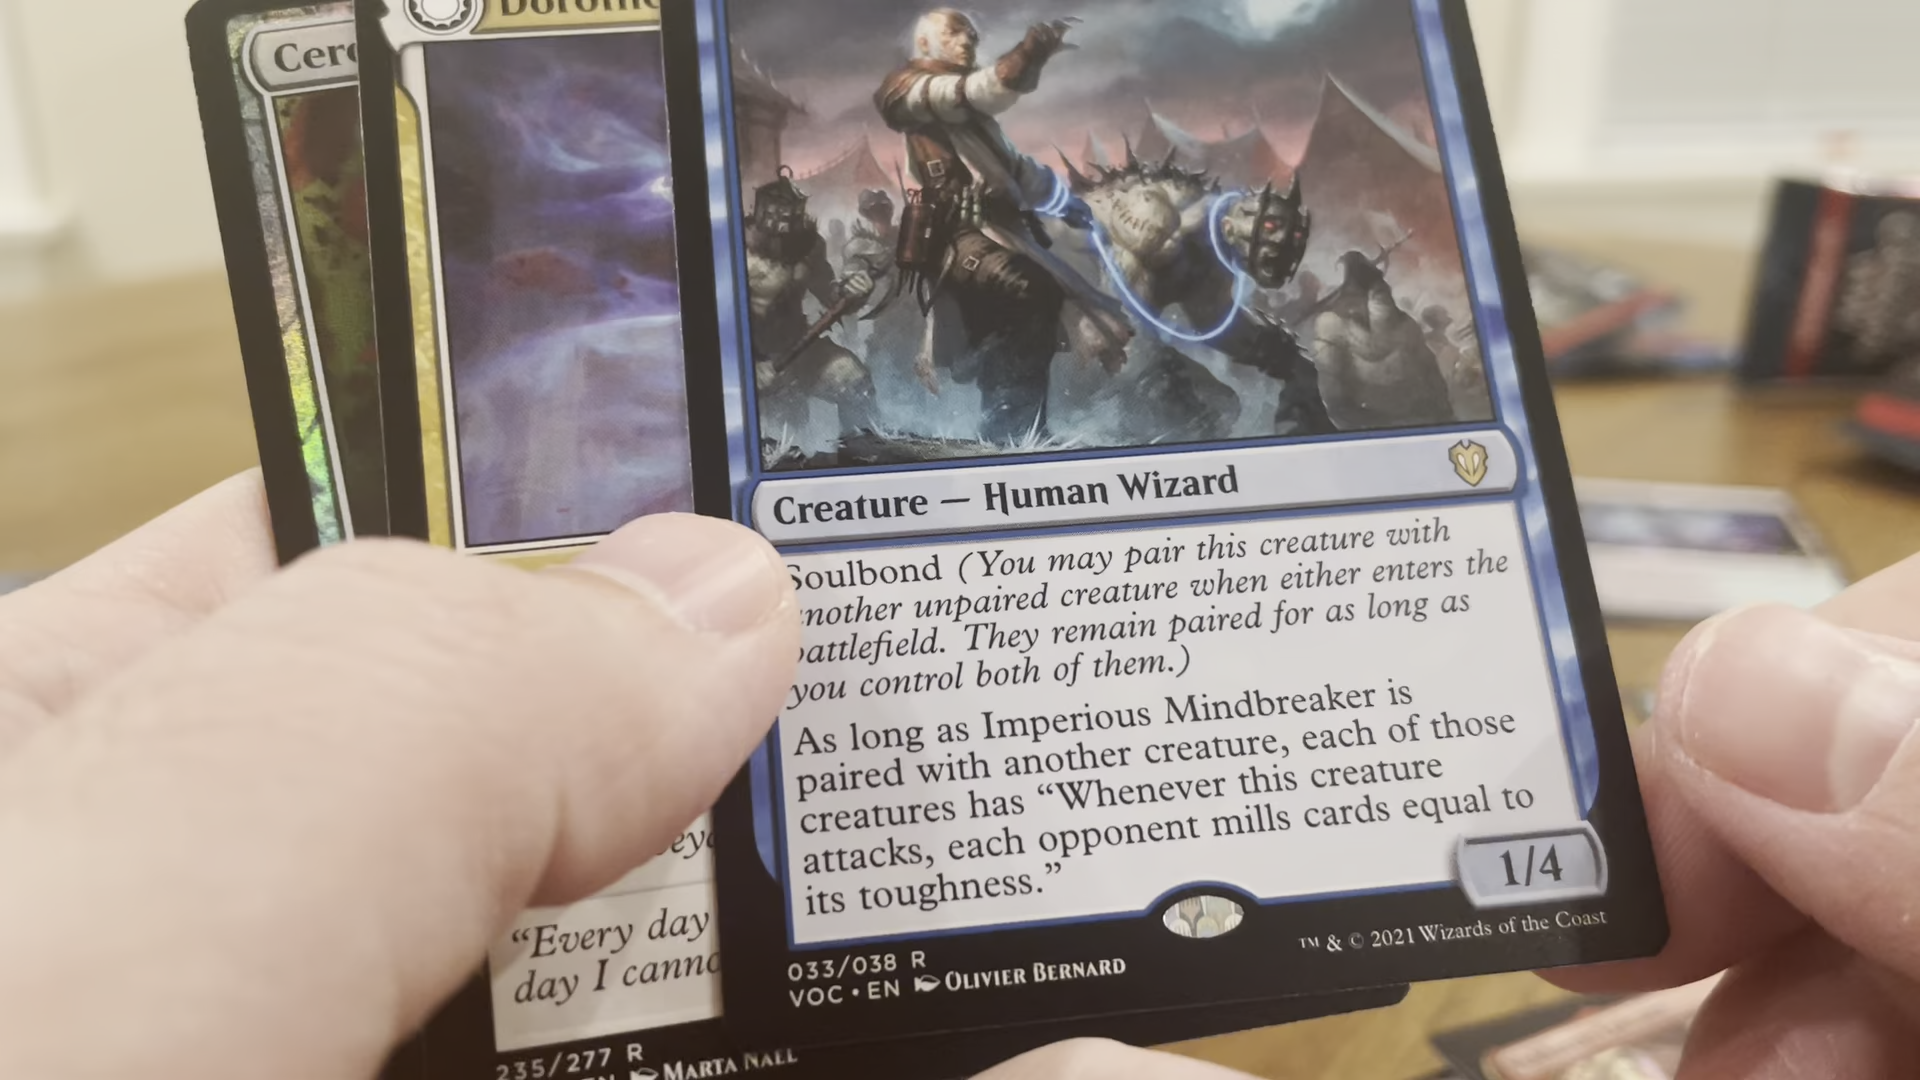 Creature — Human Wizard
Soulbond (You may pair this creature with
another unpaired creature when either enters the
battlefield. They remain paired for as long as
you control both of them.)
As long as Imperious Mindbreaker is
paired with another creature, each of those
creatures has “Whenever this creature
attacks, each opponent mills cards equal to
its toughness.”
1/4
033/038 R
VOC • EN OLIVIER BERNARD
™ & © 2021 Wizards of the Coast
“Every day
day I
235/277 R
MARTA NAEL